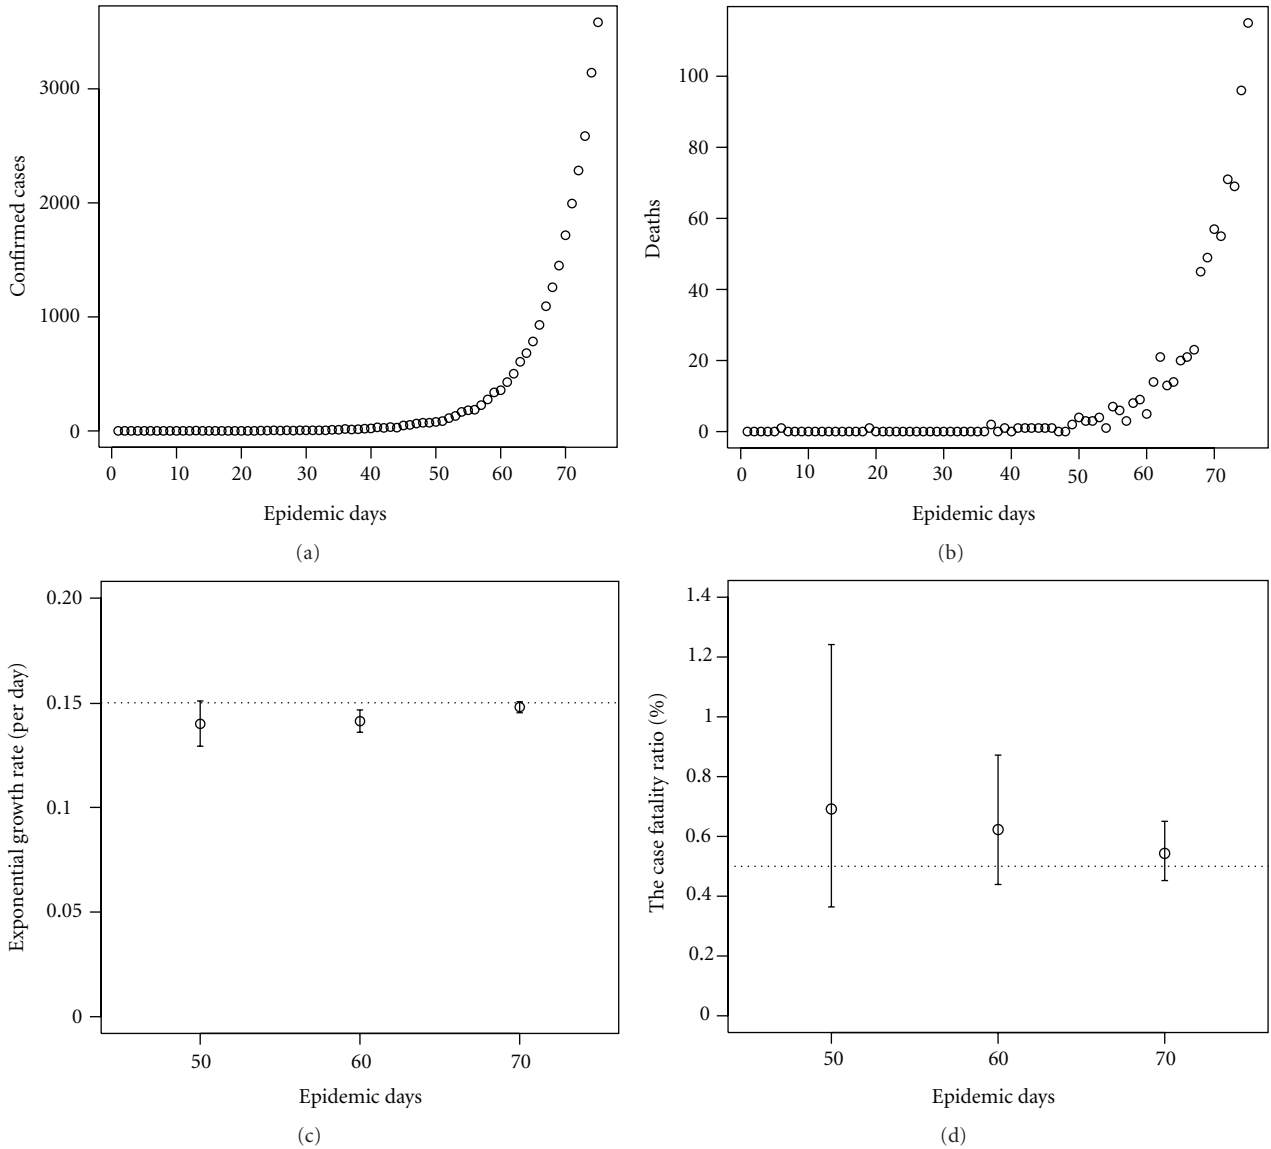 Confirmed cases
3000
2000
1000
0
0 10 20 30 40 50 60 70
Epidemic days
(a)
Deaths
100
80
60
40
20
0
0 10 20 30 40 50 60 70
Epidemic days
(b)
Exponential growth rate (per day)
0.20
0.15
0.1
0.05
0
50 60 70
Epidemic days
(c)
The case fatality ratio (%)
1.4
1.2
1
0.8
0.6
0.4
0.2
0
50 60 70
Epidemic days
(d)